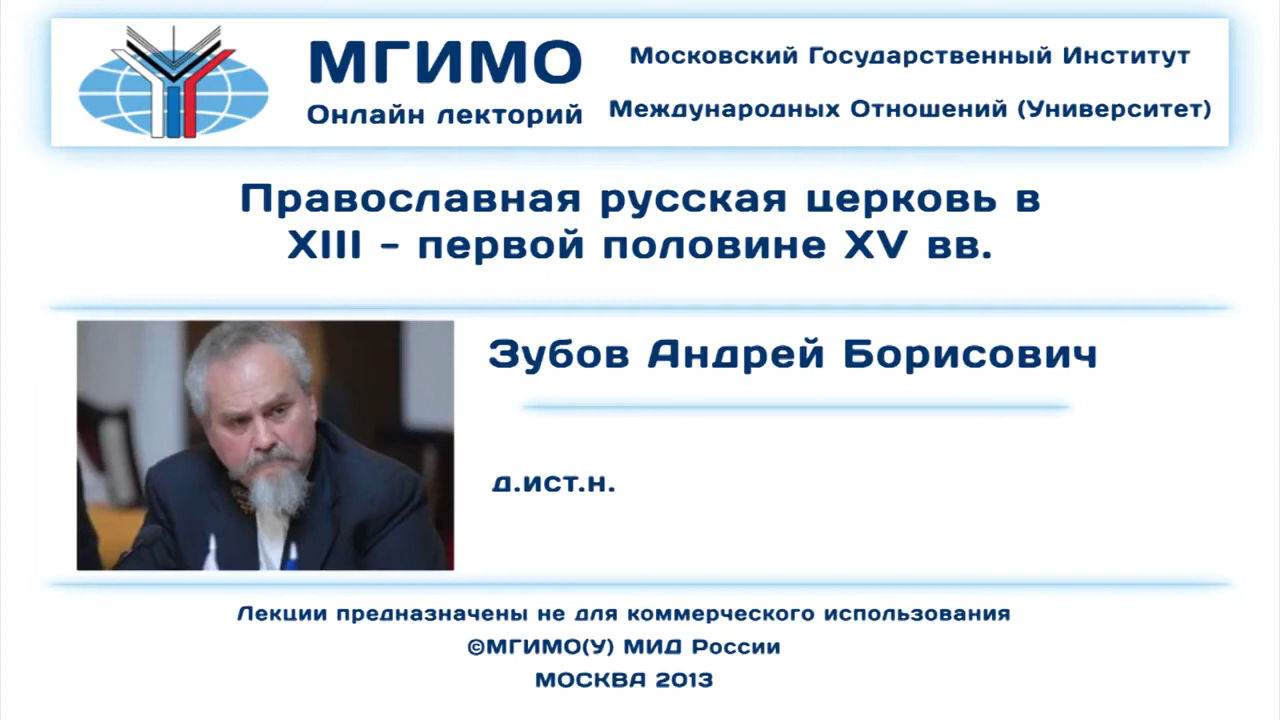 МГИМО
Онлайн лекторий
Московский Государственный Институт
Международных Отношений (Университет)
Православная русская церковь в
XIII - первой половине XV вв.
Зубов Андрей Борисович
д.ист.н.
Лекции предназначены не для коммерческого использования
©МГИМО(У) МИД России
МОСКВА 2013